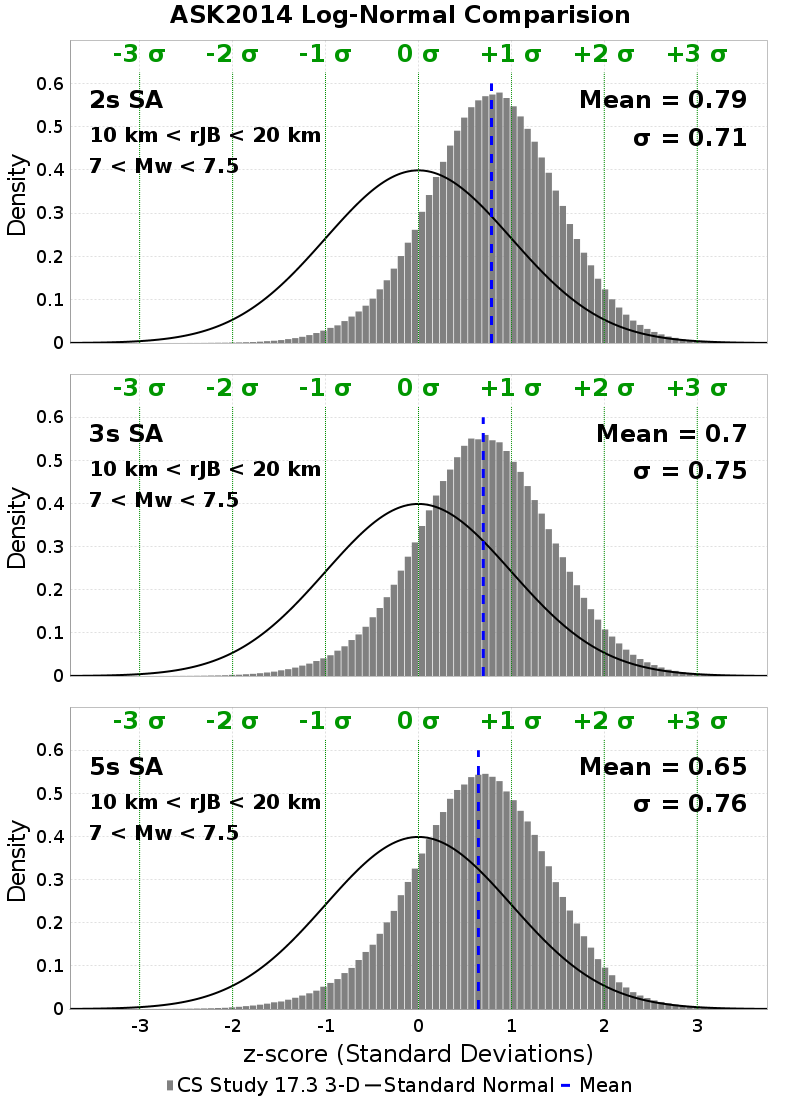 ASK2014 Log-Normal Comparision
-3 σ -2 σ -1 σ 0 σ +1 σ +2 σ +3 σ
0.6
2s SA
Mean = 0.79
0.5
10 km < rJB < 20 km
σ = 0.71
7 < Mw < 7.5
0.4
0.3
0.2
0.1
0
Density
-3 σ -2 σ -1 σ 0 σ +1 σ +2 σ +3 σ
0.6
3s SA
Mean = 0.7
0.5
10 km < rJB < 20 km
σ = 0.75
7 < Mw < 7.5
0.4
0.3
0.2
0.1
0
Density
-3 σ -2 σ -1 σ 0 σ +1 σ +2 σ +3 σ
0.6
5s SA
Mean = 0.65
0.5
10 km < rJB < 20 km
σ = 0.76
7 < Mw < 7.5
0.4
0.3
0.2
0.1
0
Density
-3 -2 -1 0 1 2 3
z-score (Standard Deviations)
CS Study 17.3 3-D Standard Normal Mean